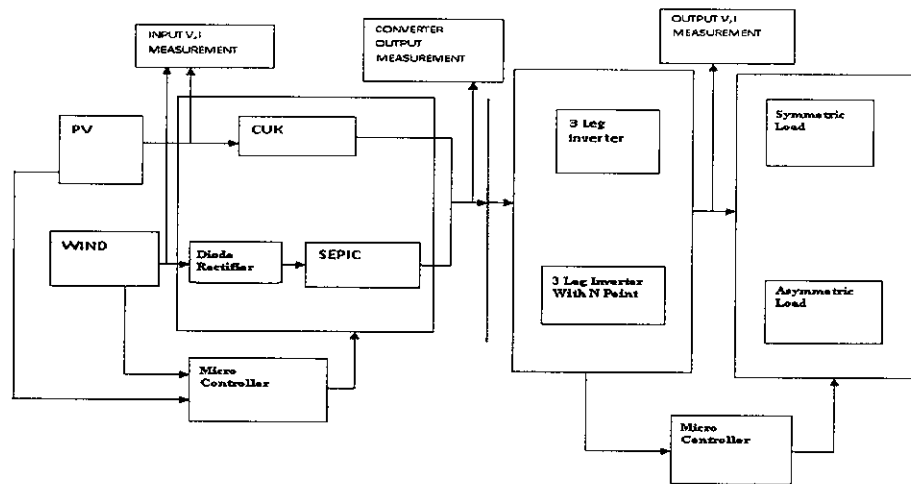 INPUT V,I
MEASUREMENT
CONVERTER
OUTPUT
MEASUREMENT
OUTPUT V,I
MEASUREMENT
PV
CUK
3 Leg
Inverter
Symmetric
Load
WIND
Diode
Rectifier
SEPIC
3 Leg Inverter
With N Point
Asymmetric
Load
Micro
Controller
Micro
Controller